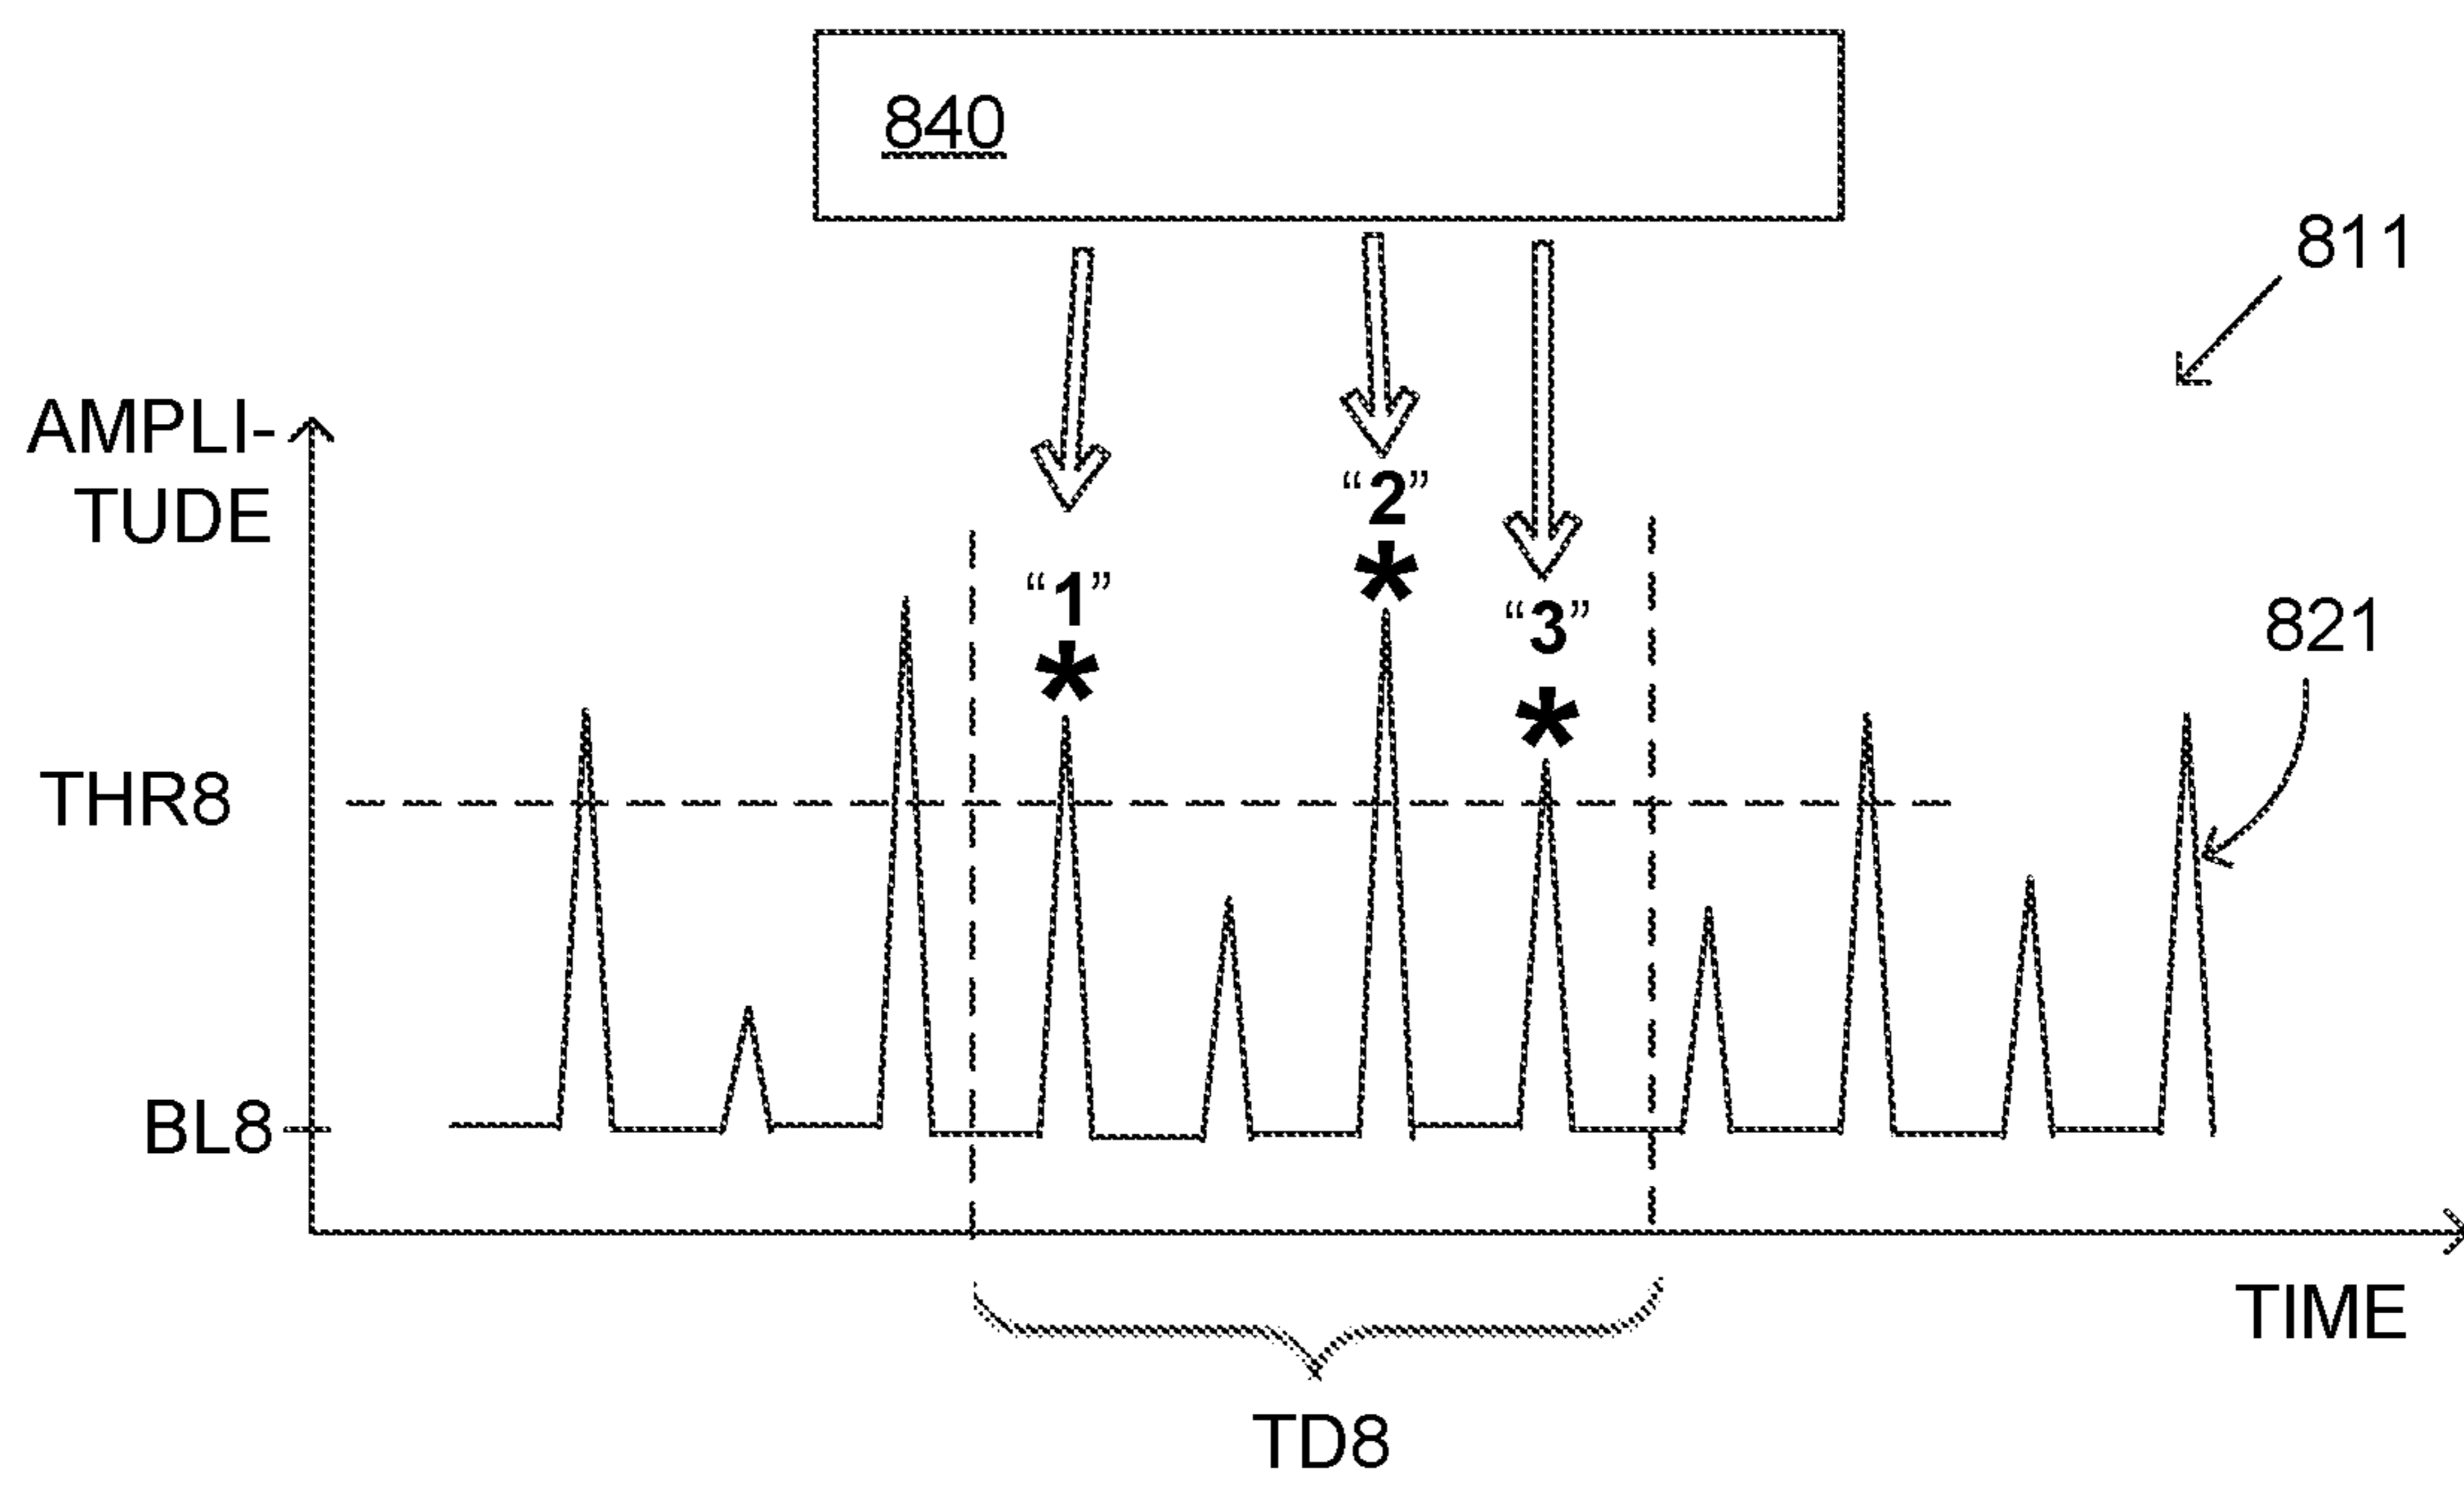 840
811
AMPLI-
TUDE
“2”
“1”
“3”
*
*
*
821
THR8
BL8
TIME
TD8